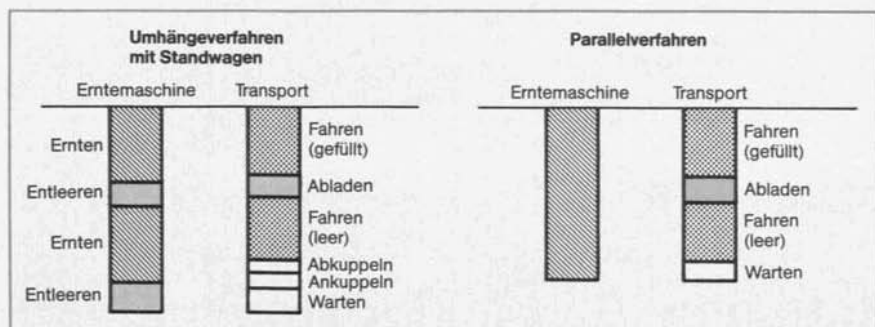 Umhängeverfahren
mit Standwagen
Erntemaschine Transport
Ernten
Entleeren
Ernten
Entleeren
Fahren
(gefüllt)
Abladen
Fahren
(leer)
Abkuppeln
Ankuppeln
Warten
Parallelverfahren
Erntemaschine Transport
Fahren
(gefüllt)
Abladen
Fahren
(leer)
Warten